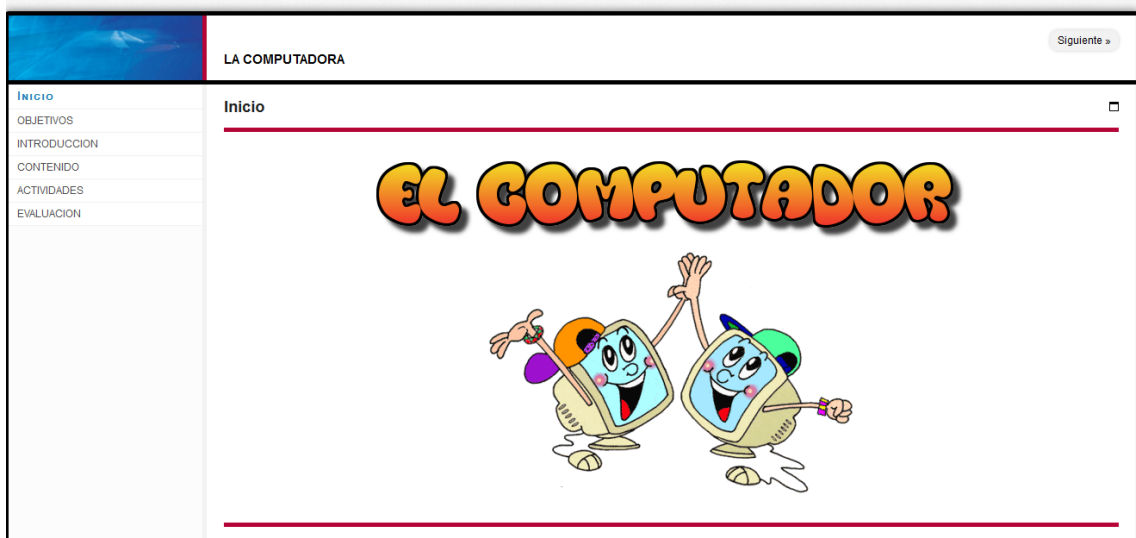 Siguiente »
LA COMPUTADORA
INICIO
OBJETIVOS
INTRODUCCION
CONTENIDO
ACTIVIDADES
EVALUACION
Inicio
EL COMPUTADOR